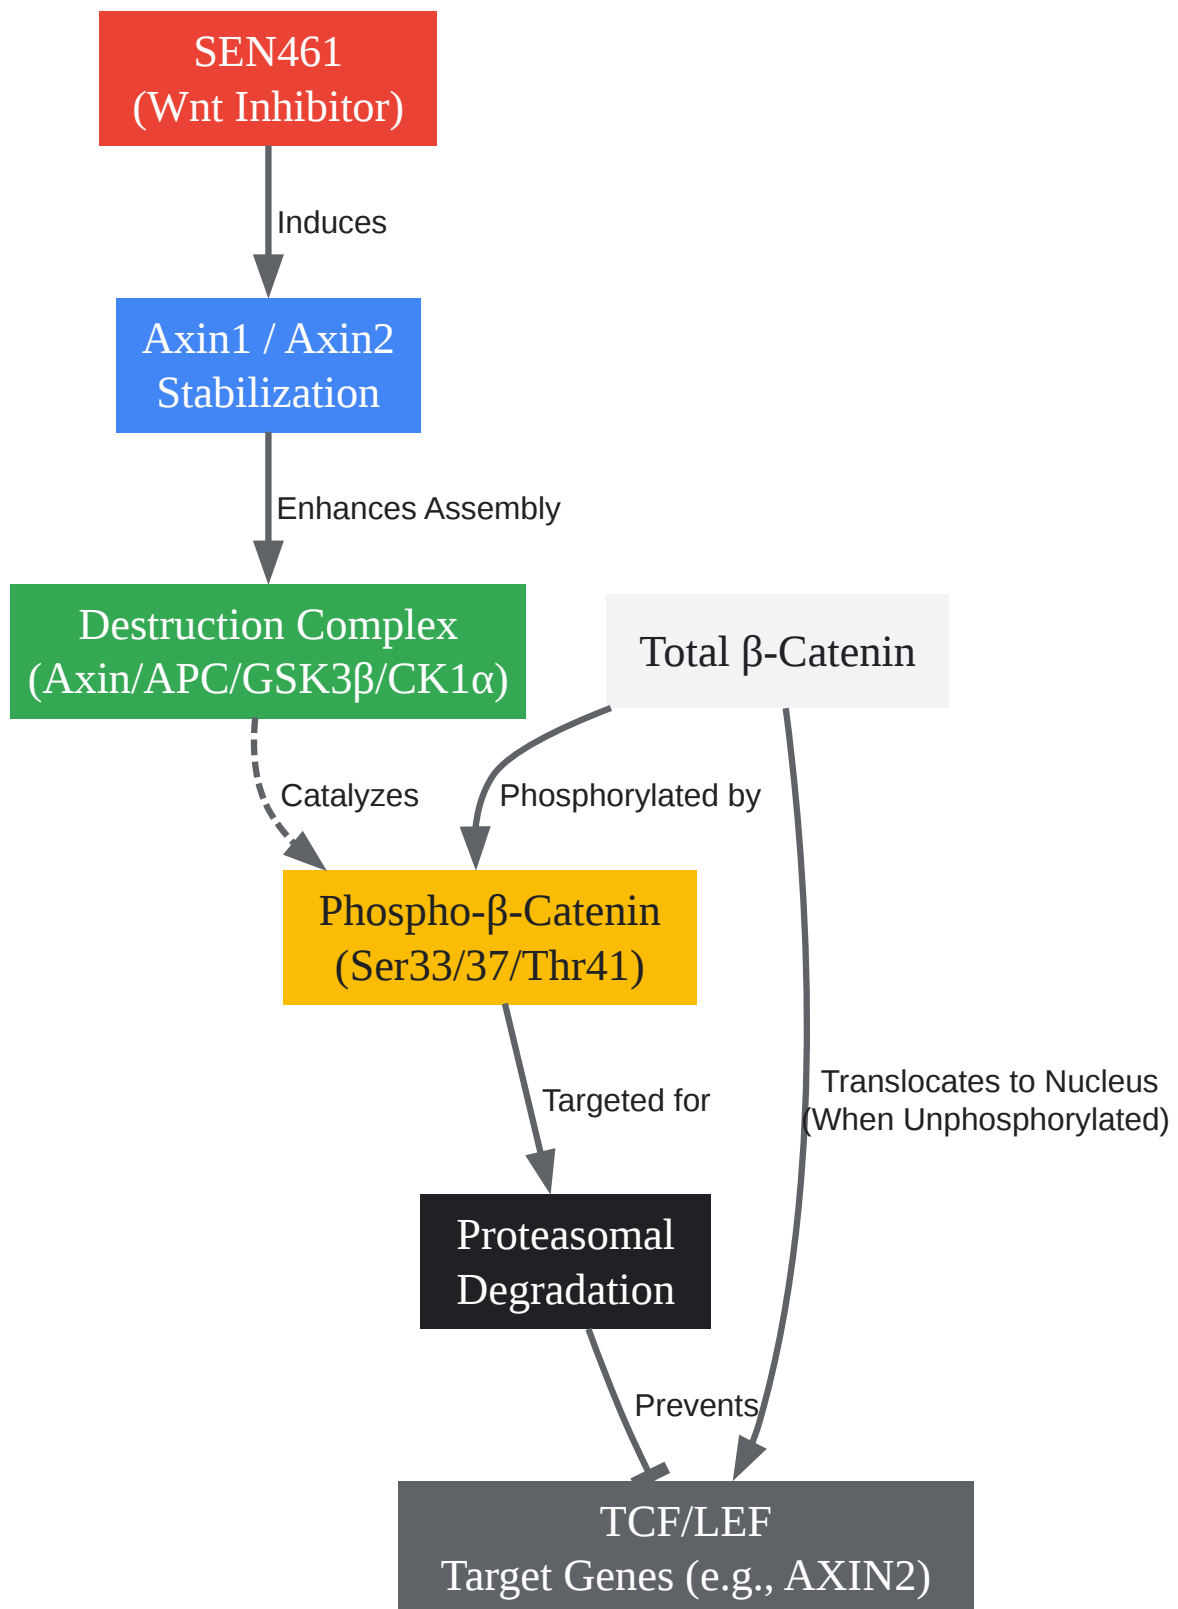 SEN461
(Wnt Inhibitor)
Induces
Axin1 / Axin2
Stabilization
Enhances Assembly
Destruction Complex
(Axin/APC/GSK3β/CK1α)
Total β-Catenin
Catalyzes
Phosphorylated by
Phospho-β-Catenin
(Ser33/37/Thr41)
Targeted for
Translocates to Nucleus
(When Unphosphorylated)
Proteasomal
Degradation
Prevents
TCF/LEF
Target Genes (e.g., AXIN2)